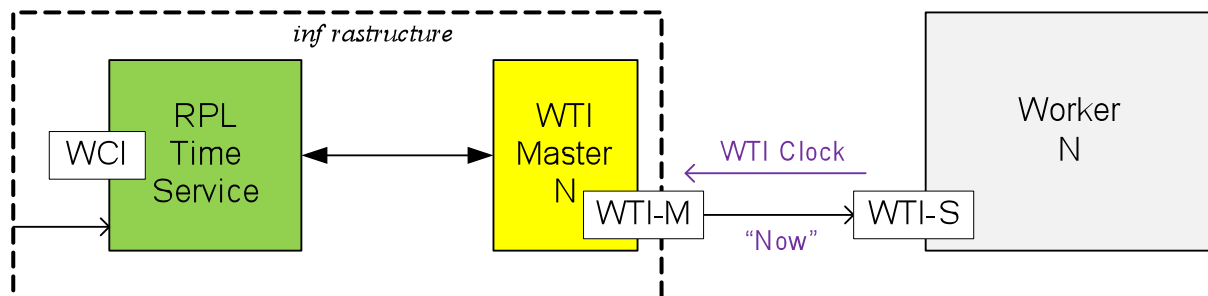 inf rastructure
RPL
Time
Service
WCI
WTI
Master
N
WTI-M
WTI Clock
"Now"
WTI-S
Worker
N